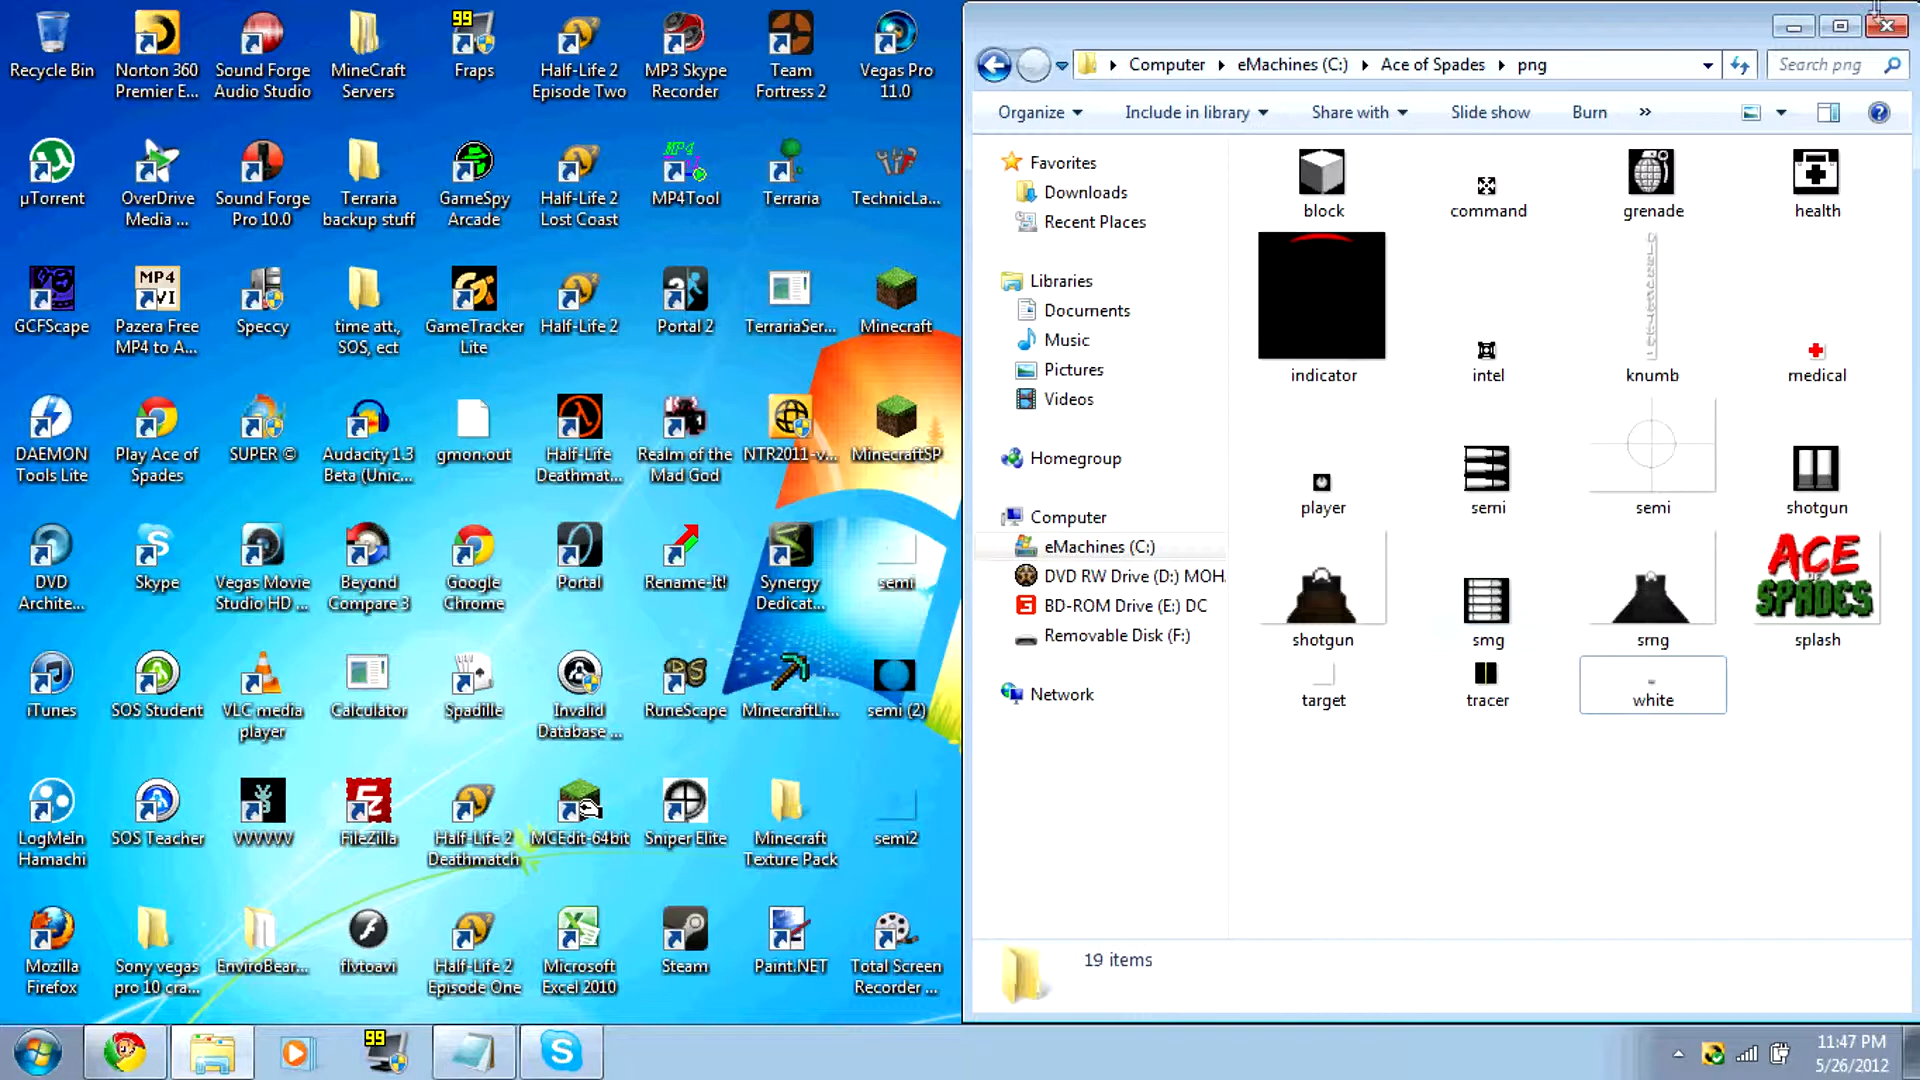 Recycle Bin
Norton 360 Premier E...
Sound Forge Audio Studio
MineCraft Servers
99
Fraps
Half-Life 2 Episode Two
MP3 Skype Recorder
Team Fortress 2
Vegas Pro 11.0
µTorrent
OverDrive Media ...
Sound Forge Pro 10.0
Terraria backup stuff
GameSpy Arcade
Half-Life 2 Lost Coast
MP4
MP4Tool
Terraria
TechnicLa...
GCFScape
MP4
Pazera Free MP4 to A...
Speccy
time att., SOS, ect
GameTracker Lite
Half-Life 2
Portal 2
TerrariaSer...
Minecraft
DAEMON Tools Lite
Play Ace of Spades
SUPER ©
Audacity 1.3 Beta (Unic...
gmon.out
Half-Life Deathmat...
Realm of the Mad God
NTR2011-v...
MinecraftSP
DVD Archite...
Skype
Vegas Movie Studio HD ...
Beyond Compare 3
Google Chrome
Portal
Rename-It!
Synergy Dedicat...
semi
iTunes
SOS Student
VLC media player
Calculator
Spadille
Invalid Database ...
RuneScape
MinecraftLi...
semi (2)
LogMeIn Hamachi
SOS Teacher
VVVVVV
FileZilla
Half-Life 2 Deathmatch
MCEdit-64bit
Sniper Elite
Minecraft Texture Pack
semi2
Mozilla Firefox
Sony vegas pro 10 cra...
EnviroBear...
flvtoavi
Half-Life 2 Episode One
Microsoft Excel 2010
Steam
Paint.NET
Total Screen Recorder ...
Computer
eMachines (C:)
Ace of Spades
png
Search png
Organize
Include in library
Share with
Slide show
Burn
»
Favorites
Downloads
Recent Places
Libraries
Documents
Music
Pictures
Videos
Homegroup
Computer
eMachines (C:)
DVD RW Drive (D:) MOH
BD-ROM Drive (E:) DC
Removable Disk (F:)
Network
block
command
grenade
health
indicator
intel
knumb
medical
player
semi
semi
shotgun
shotgun
smg
smg
ACE OF SPADES
splash
target
tracer
white
19 items
99
11:47 PM
5/26/2012